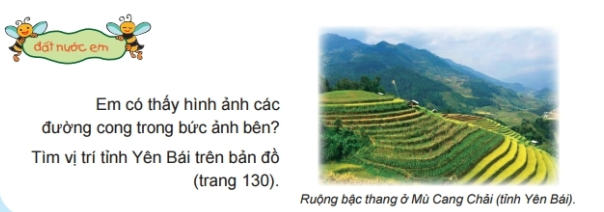 đất nước em
Em có thấy hình ảnh các
đường cong trong bức ảnh bên?
Tìm vị trí tỉnh Yên Bái trên bản đồ
(trang 130).
Ruộng bậc thang ở Mù Cang Chải (tỉnh Yên Bái).